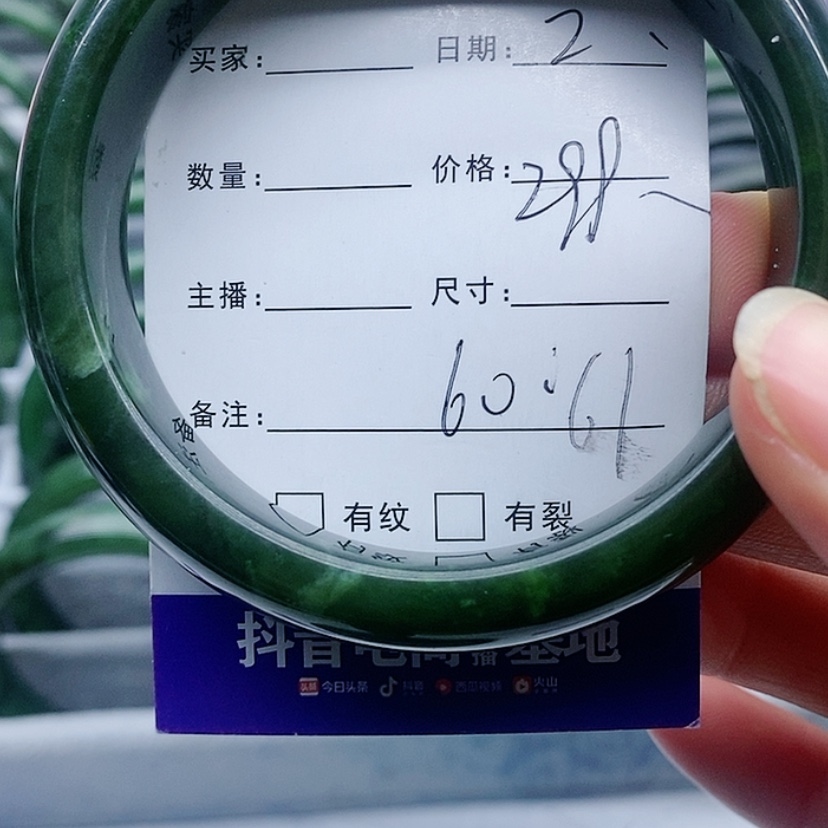 买家: 日期: 2
数量: 价格: 298
主播: 尺寸:
备注: 60:61
有纹 有裂
抖音电商直播基地
今日头条 抖音 西瓜视频 火山